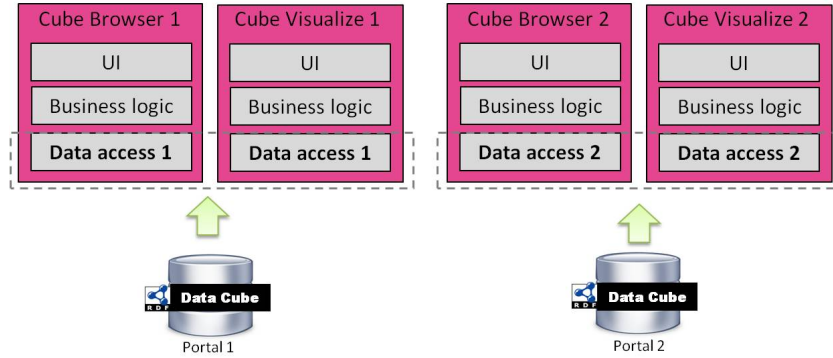 Cube Browser 1
UI
Business logic
Data access 1
Cube Visualize 1
UI
Business logic
Data access 1
Cube Browser 2
UI
Business logic
Data access 2
Cube Visualize 2
UI
Business logic
Data access 2
RDF
Data Cube
Portal 1
RDF
Data Cube
Portal 2